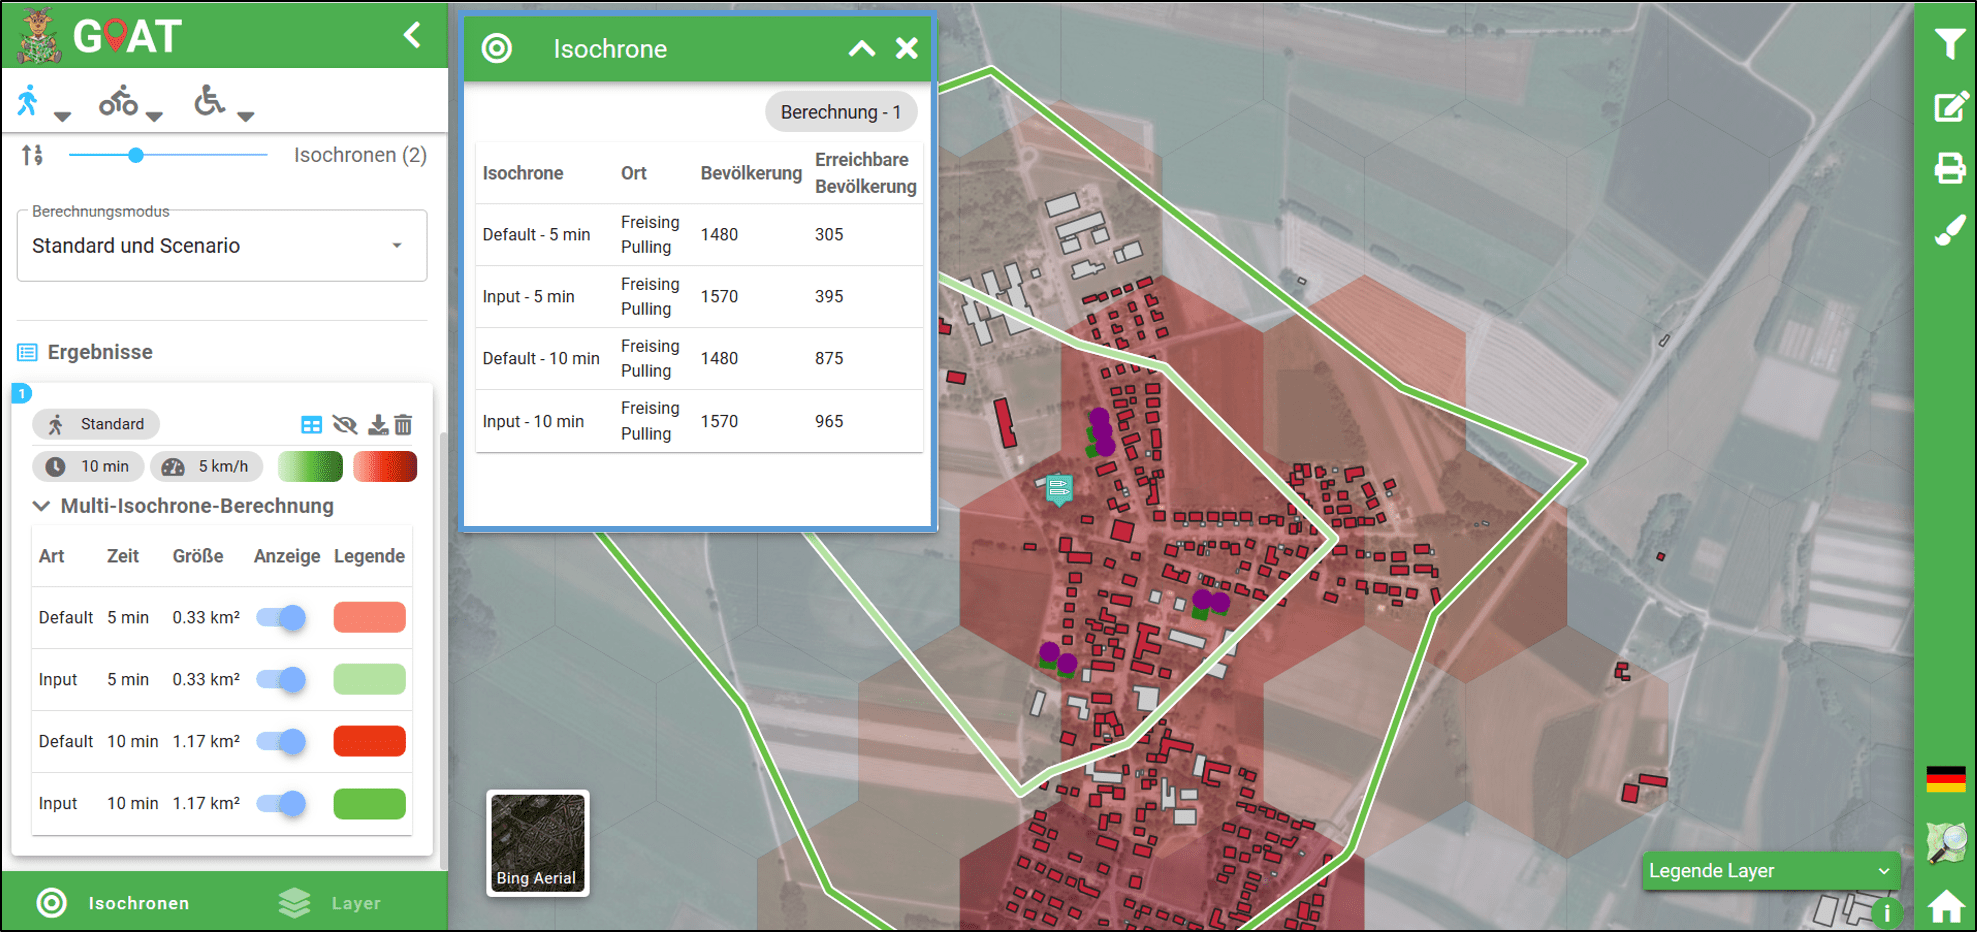 GOAT
Isochronen (2)
Berechnungsmodus
Standard und Scenario
Ergebnisse
1
Standard
10 min
5 km/h
Multi-Isochrone-Berechnung
Art Zeit Größe Anzeige Legende
Default 5 min 0.33 km²
Input 5 min 0.33 km²
Default 10 min 1.17 km²
Input 10 min 1.17 km²
Isochronen
Layer
Isochrone
Berechnung - 1
Isochrone Ort Bevölkerung Erreichbare
Bevölkerung
Default - 5 min Freising
Pulling 1480 305
Input - 5 min Freising
Pulling 1570 395
Default - 10 min Freising
Pulling 1480 875
Input - 10 min Freising
Pulling 1570 965
Bing Aerial
Legende Layer
i